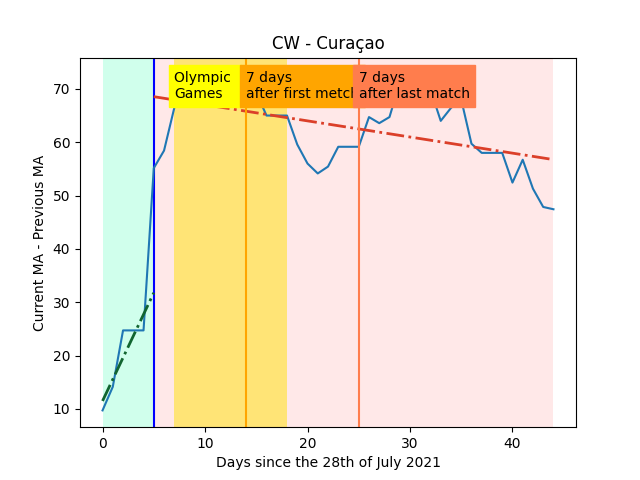 CW - Curaçao
Olympic
Games
7 days
after first match
7 days
after last match
Current MA - Previous MA
70
60
50
40
30
20
10
0
10
20
30
40
Days since the 28th of July 2021